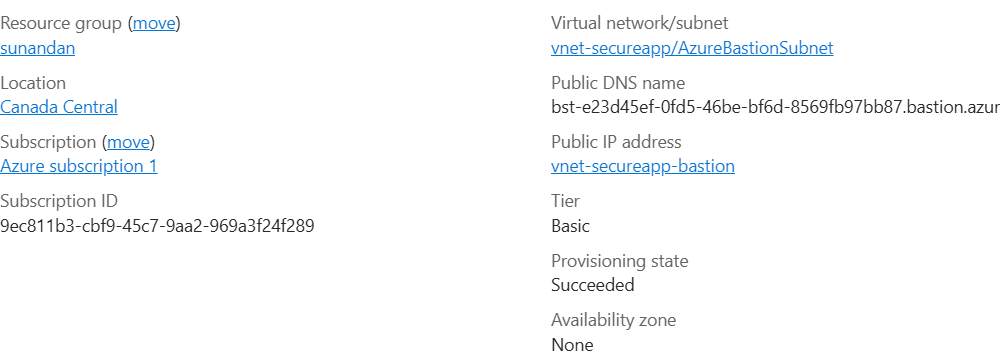 Resource group (move)
sunandan
Location
Canada Central
Subscription (move)
Azure subscription 1
Subscription ID
9ec811b3-cbf9-45c7-9aa2-969a3f24f289
Virtual network/subnet
vnet-secureapp/AzureBastionSubnet
Public DNS name
bst-e23d45ef-0fd5-46be-bf6d-8569fb97bb87.bastion.azur
Public IP address
vnet-secureapp-bastion
Tier
Basic
Provisioning state
Succeeded
Availability zone
None